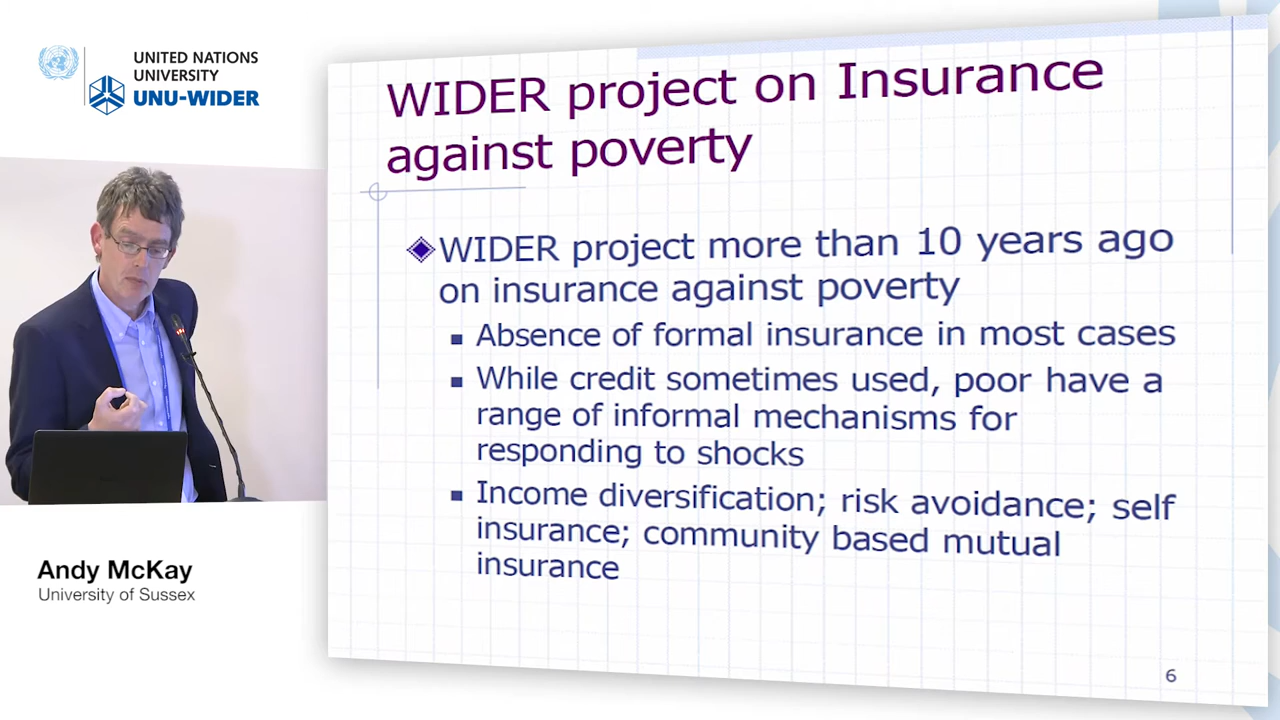 UNITED NATIONS
UNIVERSITY
UNU-WIDER
WIDER project on Insurance
against poverty
WIDER project more than 10 years ago
on insurance against poverty
Absence of formal insurance in most cases
While credit sometimes used, poor have a
range of informal mechanisms for
responding to shocks
Income diversification; risk avoidance; self
insurance; community based mutual
insurance
Andy McKay
University of Sussex
6